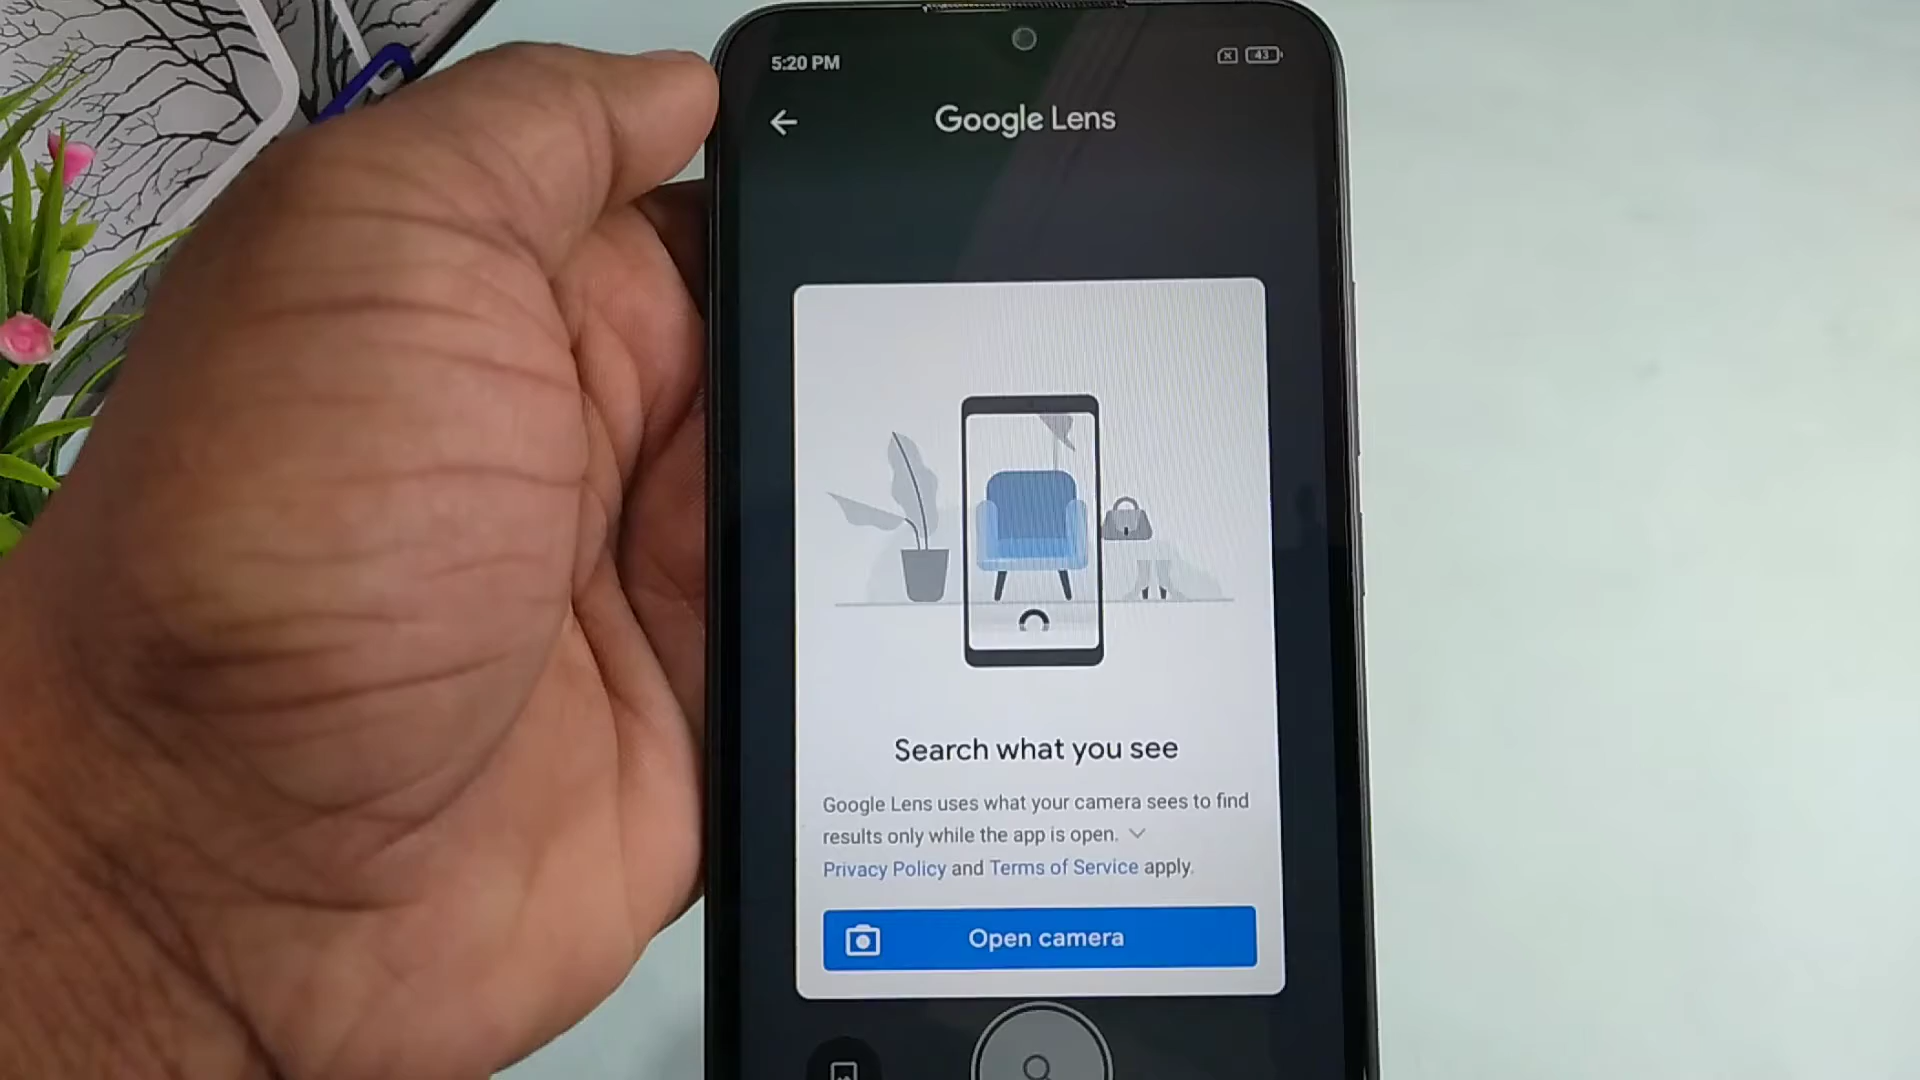 5:20 PM
43
Google Lens
Search what you see
Google Lens uses what your camera sees to find
results only while the app is open.
Privacy Policy and Terms of Service apply.
Open camera